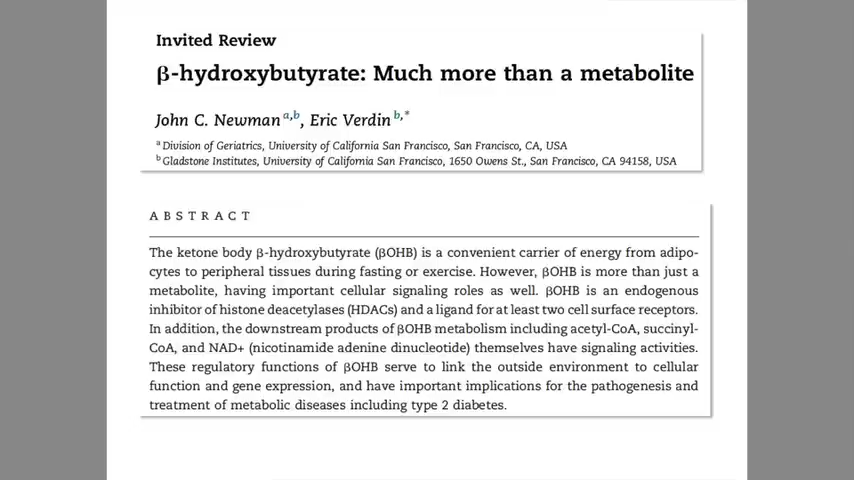 Invited Review
β-hydroxybutyrate: Much more than a metabolite
John C. Newman a,b, Eric Verdin b,*
a Division of Geriatrics, University of California San Francisco, San Francisco, CA, USA
b Gladstone Institutes, University of California San Francisco, 1650 Owens St., San Francisco, CA 94158, USA
ABSTRACT
The ketone body β-hydroxybutyrate (βOHB) is a convenient carrier of energy from adipo-
cytes to peripheral tissues during fasting or exercise. However, βOHB is more than just a
metabolite, having important cellular signaling roles as well. βOHB is an endogenous
inhibitor of histone deacetylases (HDACs) and a ligand for at least two cell surface receptors.
In addition, the downstream products of βOHB metabolism including acetyl-CoA, succinyl-
CoA, and NAD+ (nicotinamide adenine dinucleotide) themselves have signaling activities.
These regulatory functions of βOHB serve to link the outside environment to cellular
function and gene expression, and have important implications for the pathogenesis and
treatment of metabolic diseases including type 2 diabetes.